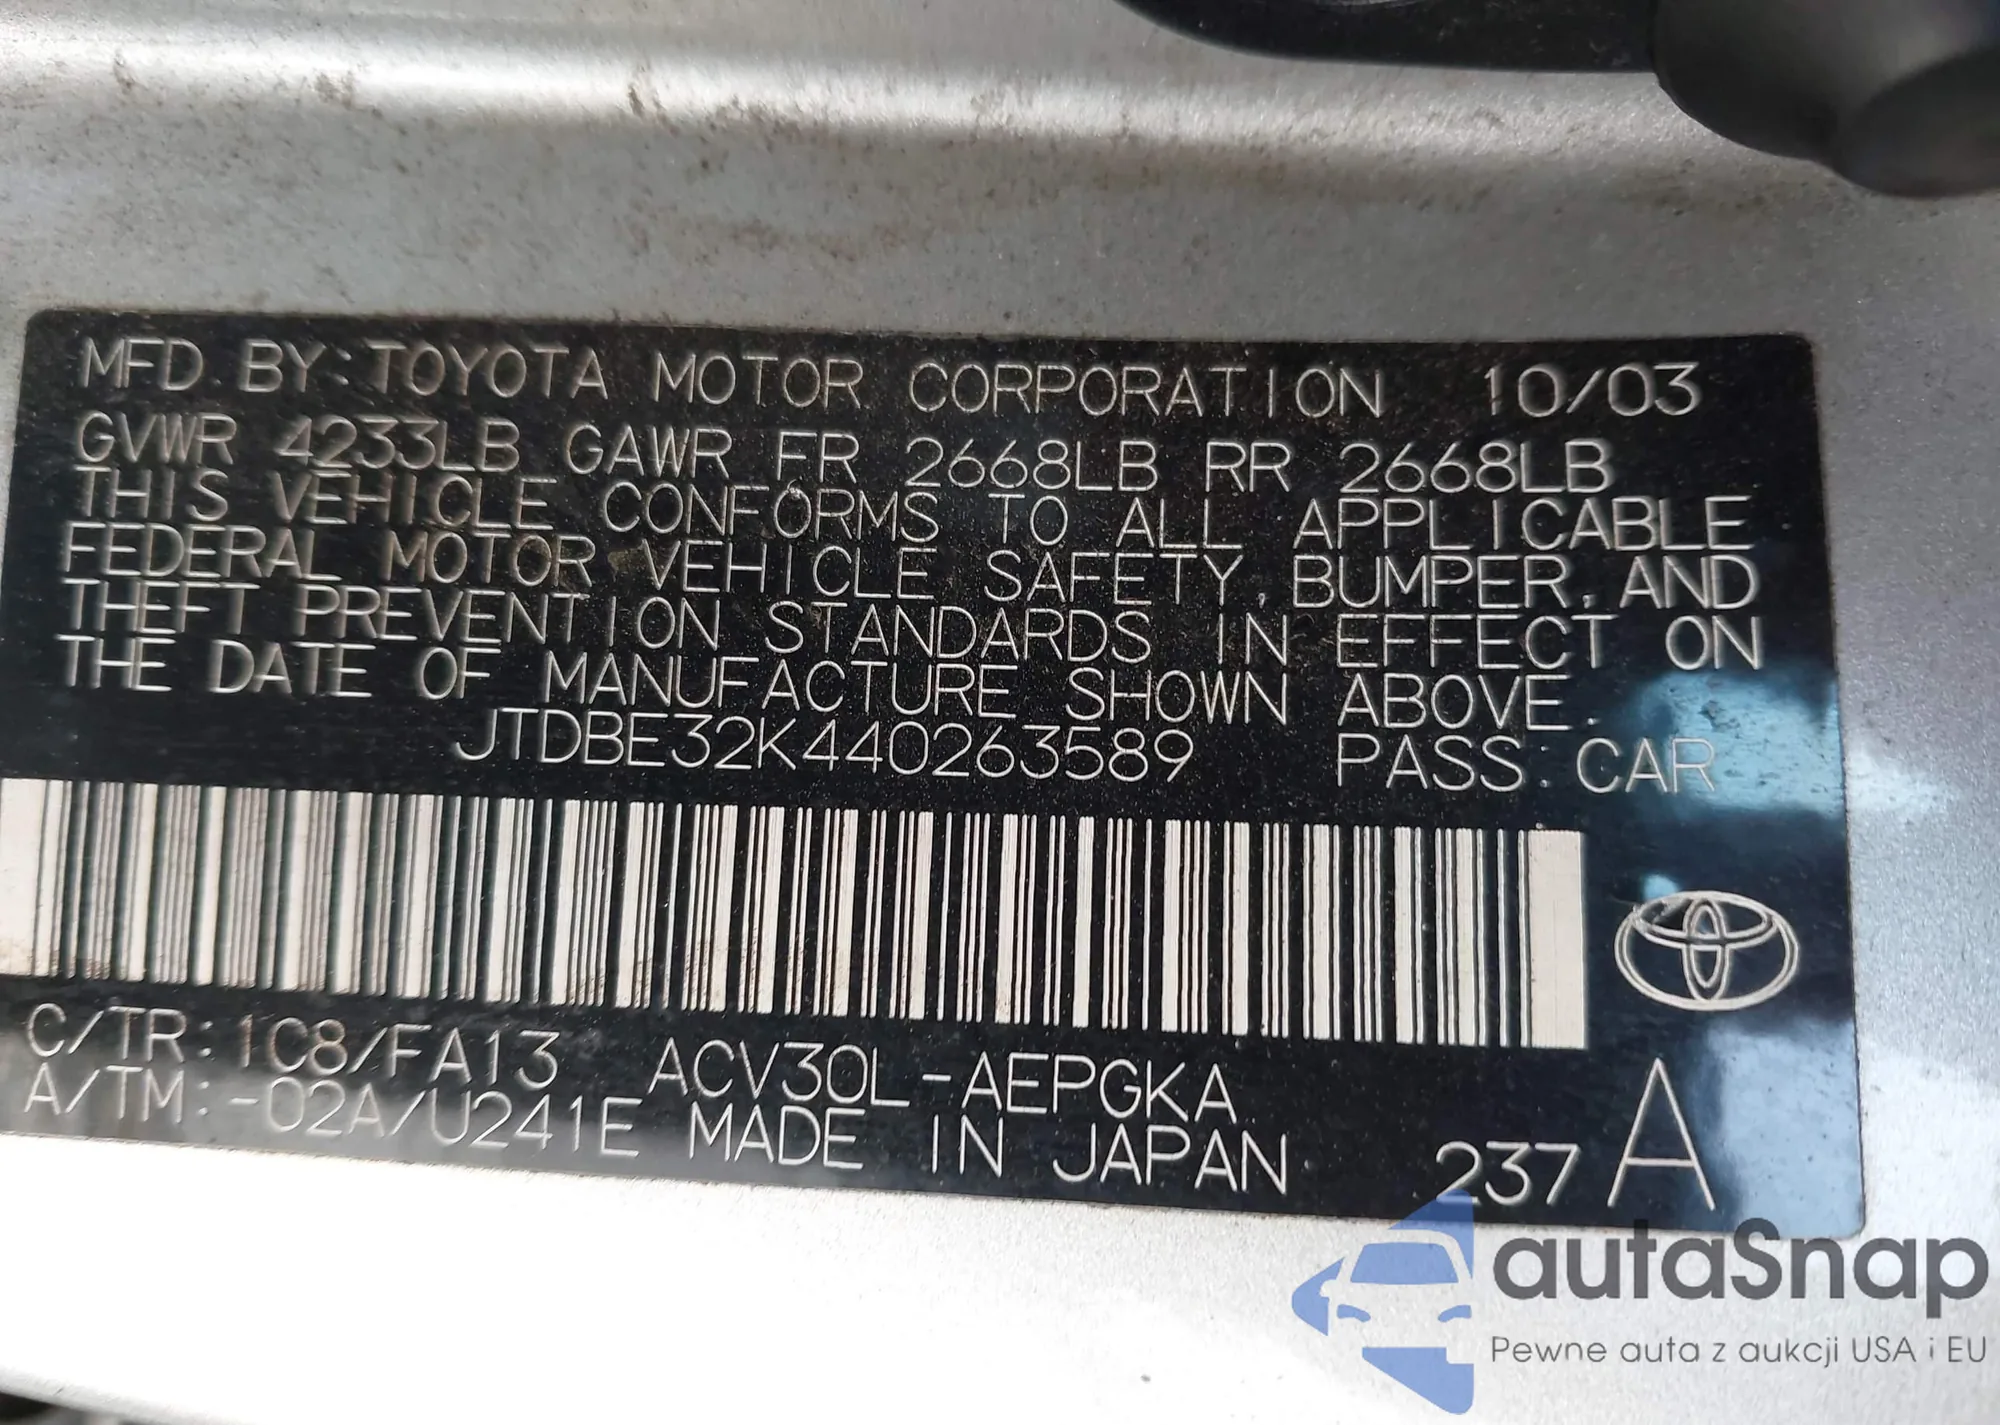 MFD. BY: TOYOTA MOTOR CORPORATION 10/03
GVWR 4233LB GAWR FR 2668LB RR 2668LB
THIS VEHICLE CONFORMS TO ALL APPLICABLE
FEDERAL MOTOR VEHICLE SAFETY, BUMPER, AND
THEFT PREVENTION STANDARDS IN EFFECT ON
THE DATE OF MANUFACTURE SHOWN ABOVE.
JTDBE32K440263589 PASS. CAR
C/TR: 1C8/FA13 ACV30L-AEPGKA
A/TM: -02A/U241E MADE IN JAPAN 237 A
autaSnap
Pewne auta z aukcji USA i EU